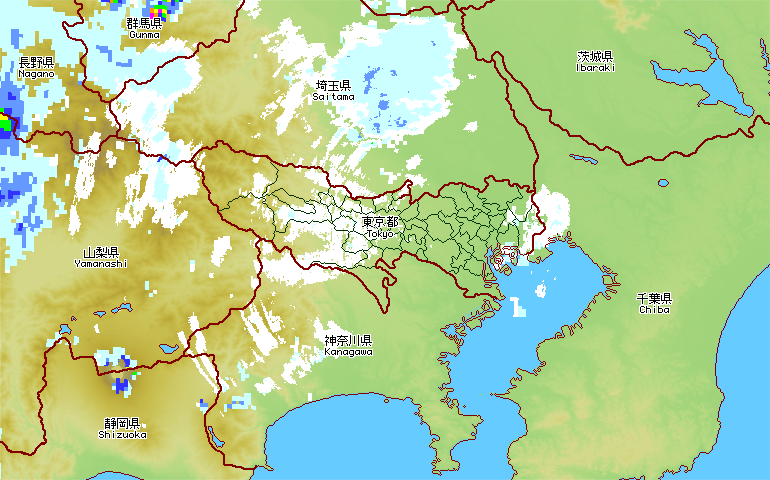 群馬県
Gunma
長野県
Nagano
茨城県
Ibaraki
埼玉県
Saitama
東京都
Tokyo
山梨県
Yamanashi
千葉県
Chiba
神奈川県
Kanagawa
静岡県
Shizuoka